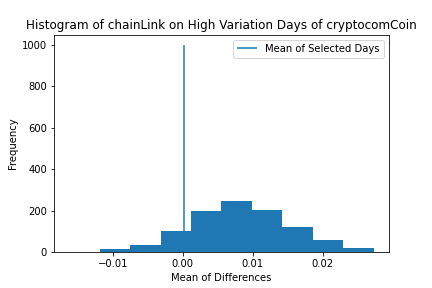 Histogram of chainLink on High Variation Days of cryptocomCoin
Mean of Selected Days
1000
800
600
400
200
0
Frequency
−0.01 0.00 0.01 0.02
Mean of Differences